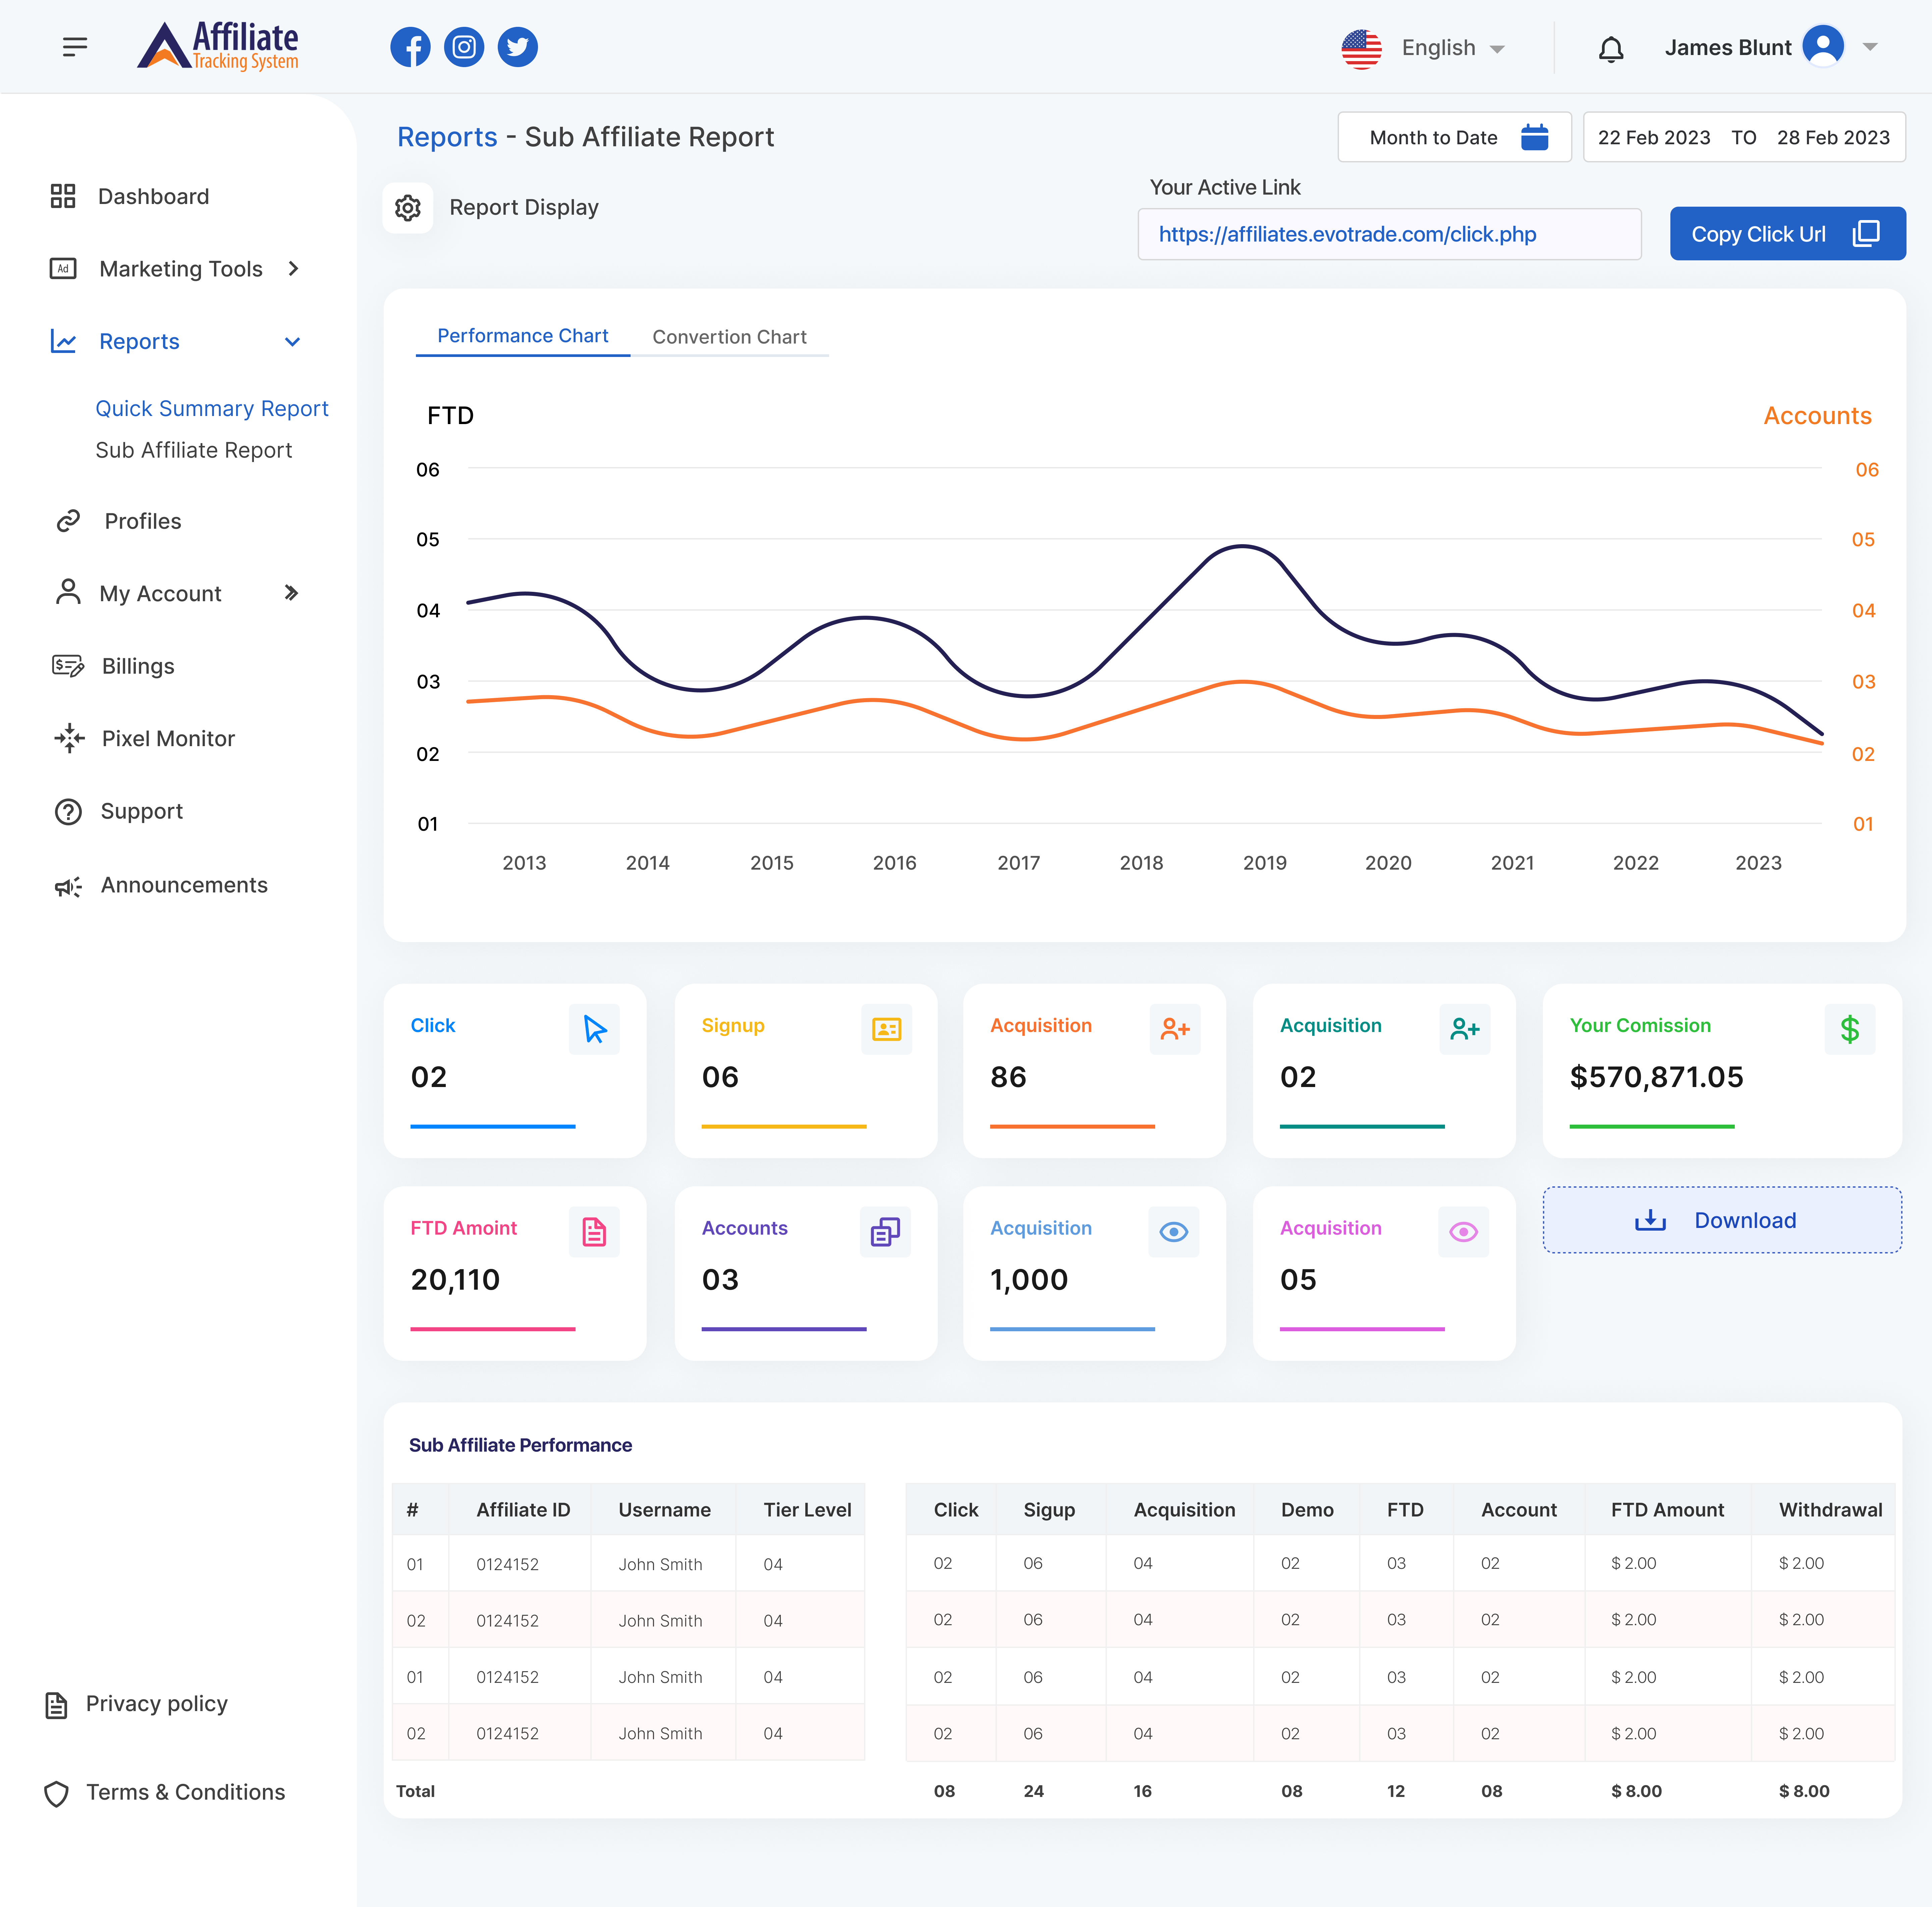 Affiliate
Tracking System
English
James Blunt
Reports - Sub Affiliate Report
Month to Date
22 Feb 2023 TO 28 Feb 2023
Report Display
Your Active Link
https://affiliates.evotrade.com/click.php
Copy Click Url
Dashboard
Ad
Marketing Tools
Reports
Quick Summary Report
Sub Affiliate Report
Profiles
My Account
Billings
Pixel Monitor
Support
Announcements
Privacy policy
Terms & Conditions
Performance Chart Convertion Chart
FTD Accounts
06 06
05 05
04 04
03 03
02 02
01 01
2013 2014 2015 2016 2017 2018 2019 2020 2021 2022 2023
Click Signup Acquisition Acquisition Your Comission
02 06 86 02 $570,871.05
FTD Amoint Accounts Acquisition Acquisition Download
20,110 03 1,000 05
Sub Affiliate Performance
# Affiliate ID Username Tier Level Click Sigup Acquisition Demo FTD Account FTD Amount Withdrawal
01 0124152 John Smith 04 02 06 04 02 03 02 $ 2.00 $ 2.00
02 0124152 John Smith 04 02 06 04 02 03 02 $ 2.00 $ 2.00
01 0124152 John Smith 04 02 06 04 02 03 02 $ 2.00 $ 2.00
02 0124152 John Smith 04 02 06 04 02 03 02 $ 2.00 $ 2.00
Total 08 24 16 08 12 08 $ 8.00 $ 8.00